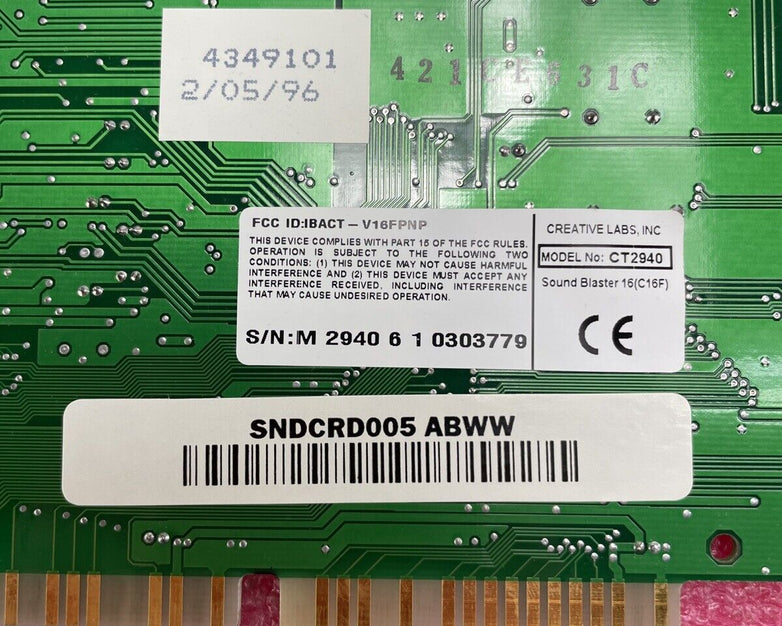 4349101
2/05/96
FCC ID:IBACT – V16FPNP
THIS DEVICE COMPLIES WITH PART 15 OF THE FCC RULES.
OPERATION IS SUBJECT TO THE FOLLOWING TWO
CONDITIONS: (1) THIS DEVICE MAY NOT CAUSE HARMFUL
INTERFERENCE AND (2) THIS DEVICE MUST ACCEPT ANY
INTERFERENCE RECEIVED, INCLUDING INTERFERENCE
THAT MAY CAUSE UNDESIRED OPERATION.
S/N:M 2940 6 1 0303779
CREATIVE LABS, INC
MODEL No: CT2940
Sound Blaster 16(C16F)
CE
SNDCRD005 ABWW